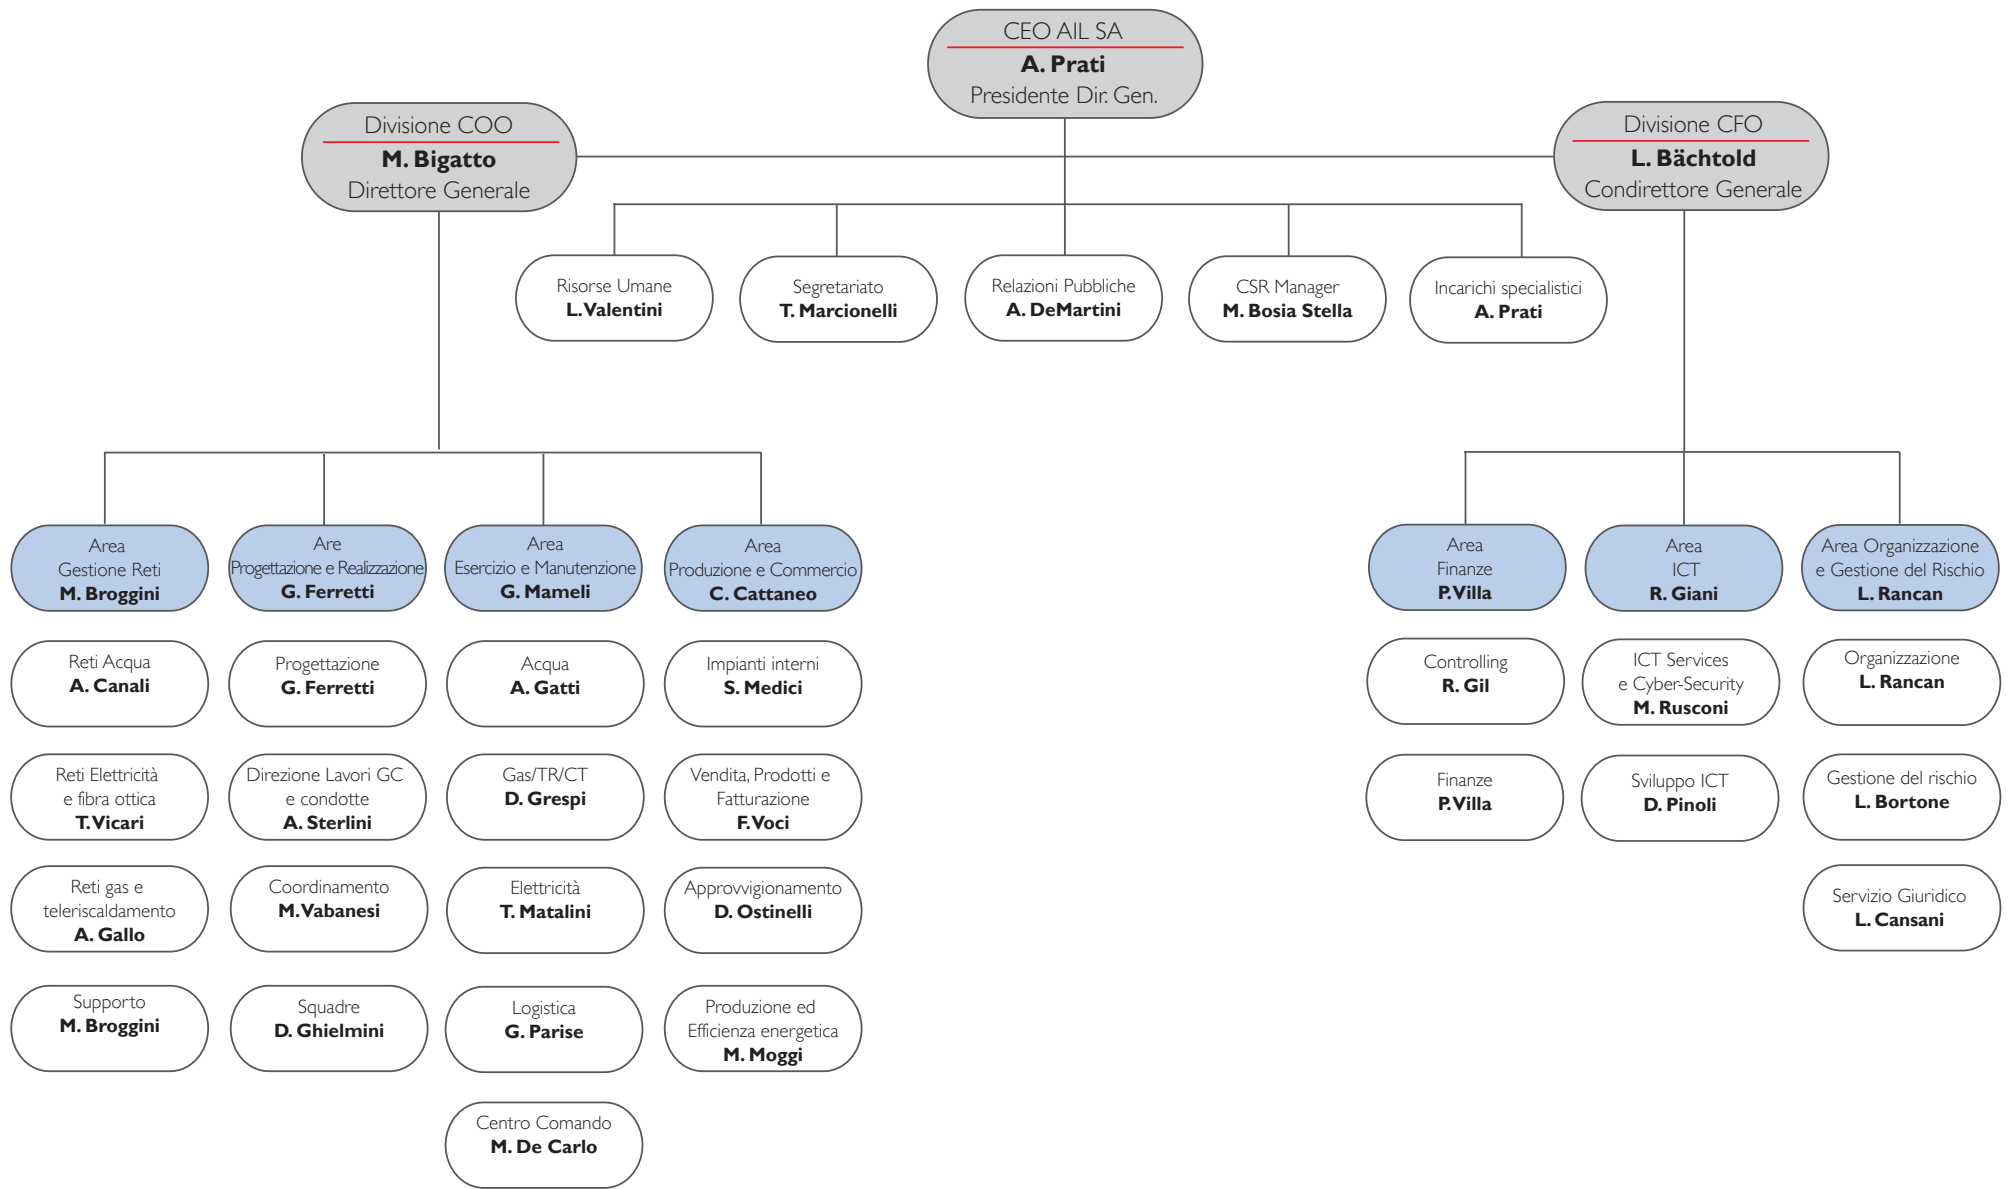 CEO AIL SA
A. Prati
Presidente Dir. Gen.
Divisione COO
M. Bigatto
Direttore Generale
Divisione CFO
L. Bächtold
Condirettore Generale
Risorse Umane
L. Valentini
Segretariato
T. Marcionelli
Relazioni Pubbliche
A. DeMartini
CSR Manager
M. Bosia Stella
Incarichi specialistici
A. Prati
Area
Gestione Reti
M. Broggini
Reti Acqua
A. Canali
Reti Elettricità
e fibra ottica
T. Vicari
Reti gas e
teleriscaldamento
A. Gallo
Supporto
M. Broggini
Are
Progettazione e Realizzazione
G. Ferretti
Progettazione
G. Ferretti
Direzione Lavori GC
e condotte
A. Sterlini
Coordinamento
M. Vabanesi
Squadre
D. Ghielmini
Area
Esercizio e Manutenzione
G. Mameli
Acqua
A. Gatti
Gas/TR/CT
D. Grespi
Elettricità
T. Matalini
Logistica
G. Parise
Centro Comando
M. De Carlo
Area
Produzione e Commercio
C. Cattaneo
Impianti interni
S. Medici
Vendita, Prodotti e
Fatturazione
F. Voci
Approvvigionamento
D. Ostinelli
Produzione ed
Efficienza energetica
M. Moggi
Area
Finanze
P. Villa
Controlling
R. Gil
Finanze
P. Villa
Area
ICT
R. Giani
ICT Services
e Cyber-Security
M. Rusconi
Sviluppo ICT
D. Pinoli
Area Organizzazione
e Gestione del Rischio
L. Rancan
Organizzazione
L. Rancan
Gestione del rischio
L. Bortone
Servizio Giuridico
L. Cansani